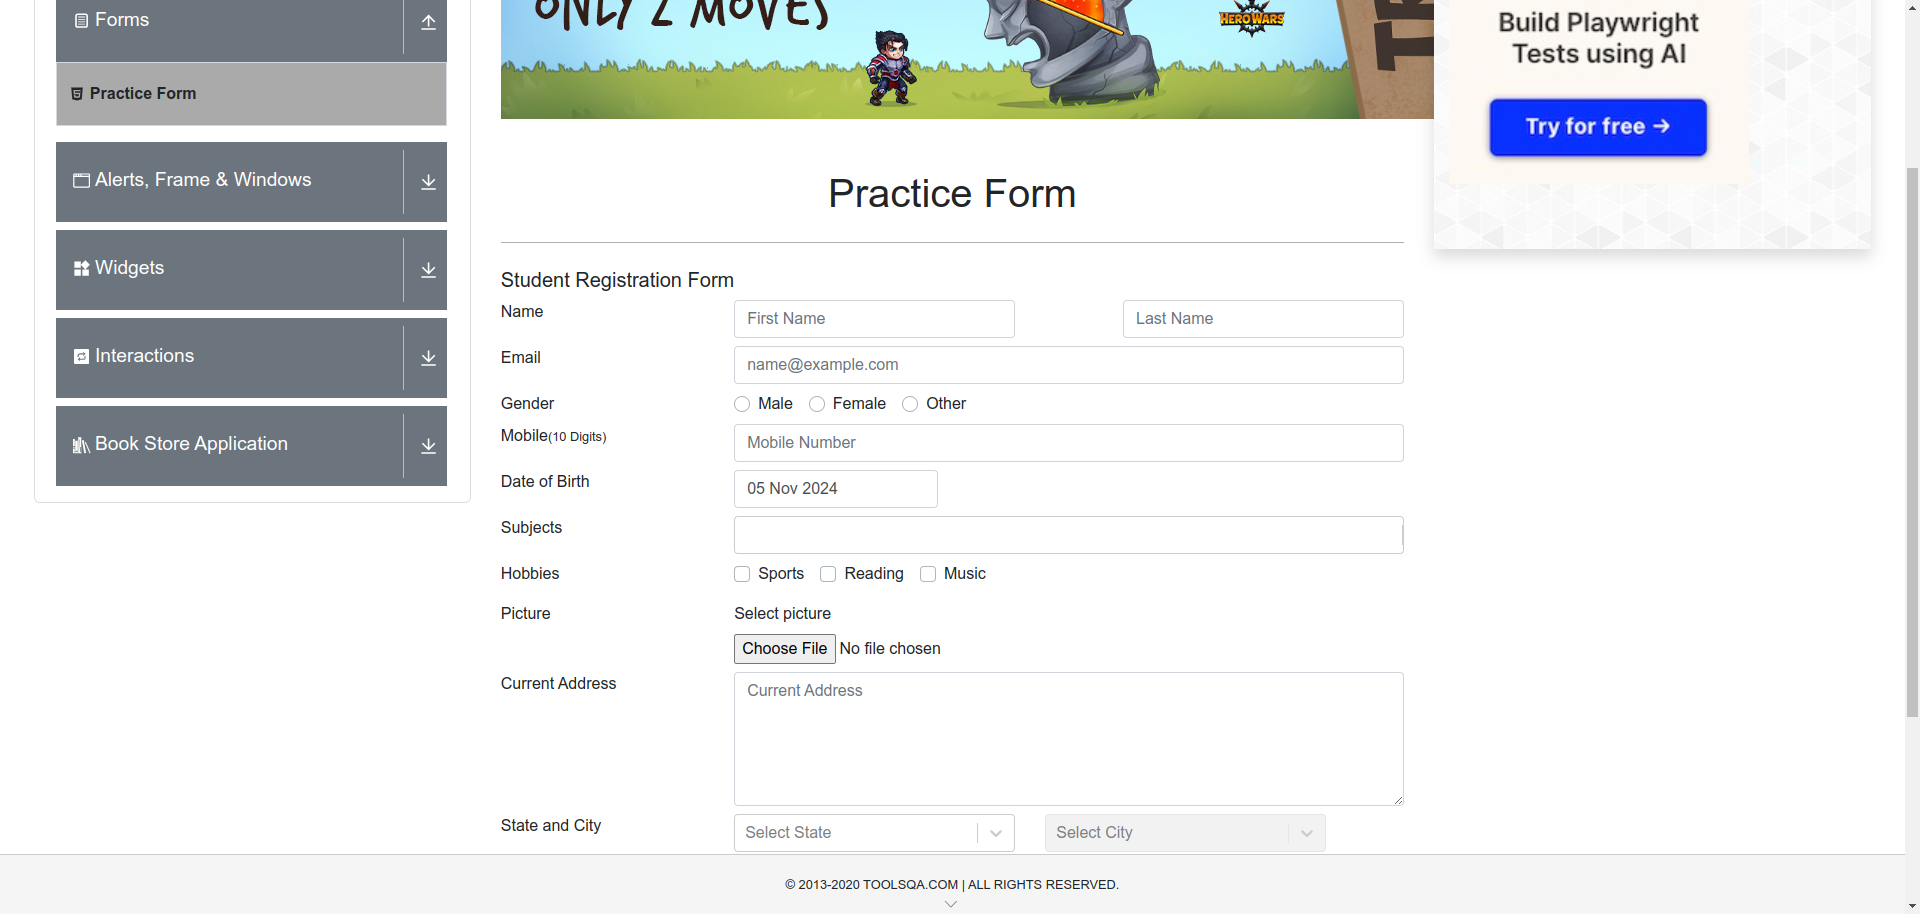 Forms
ONLY 2 MOVES
HERO WARS
Build Playwright
Tests using AI
Try for free →
Practice Form
Alerts, Frame & Windows
Widgets
Interactions
Book Store Application
Practice Form
Student Registration Form
Name First Name Last Name
Email name@example.com
Gender Male Female Other
Mobile(10 Digits) Mobile Number
Date of Birth 05 Nov 2024
Subjects
Hobbies Sports Reading Music
Picture Select picture
Choose File No file chosen
Current Address Current Address
State and City Select State Select City
© 2013-2020 TOOLSQA.COM | ALL RIGHTS RESERVED.